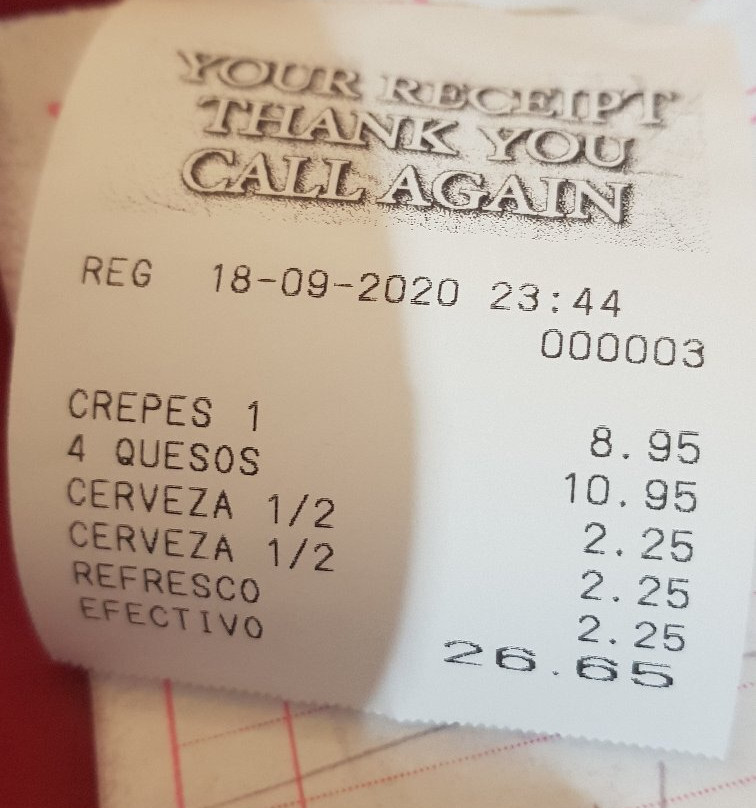 YOUR RECEIPT
THANK YOU
CALL AGAIN
REG 18-09-2020 23:44
000003
CREPES 1 8.95
4 QUESOS 10.95
CERVEZA 1/2 2.25
CERVEZA 1/2 2.25
REFRESCO 2.25
EFECTIVO 26.65